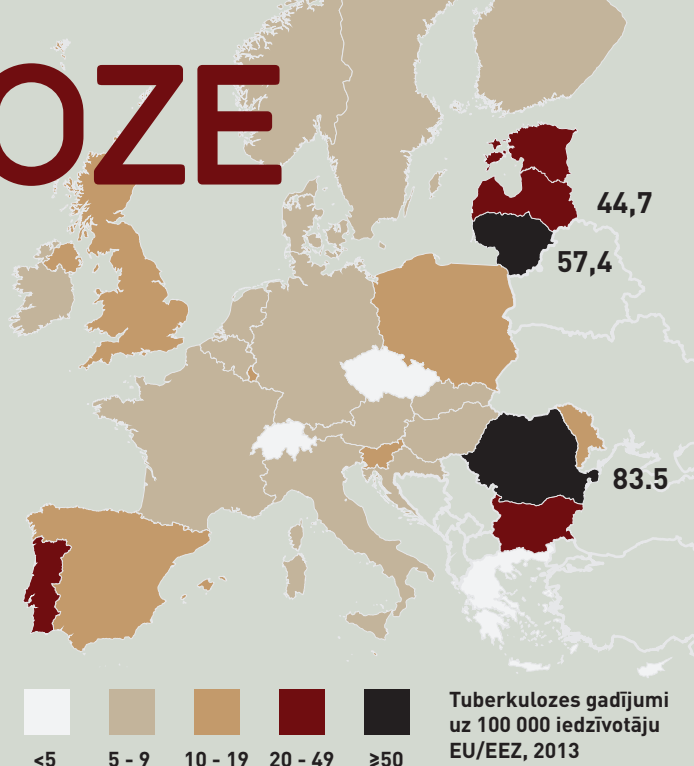 OZE
44,7
57,4
83.5
<5 5 - 9 10 - 19 20 - 49 ≥50
Tuberkulozes gadījumi
uz 100 000 iedzīvotāju
EU/EEZ, 2013